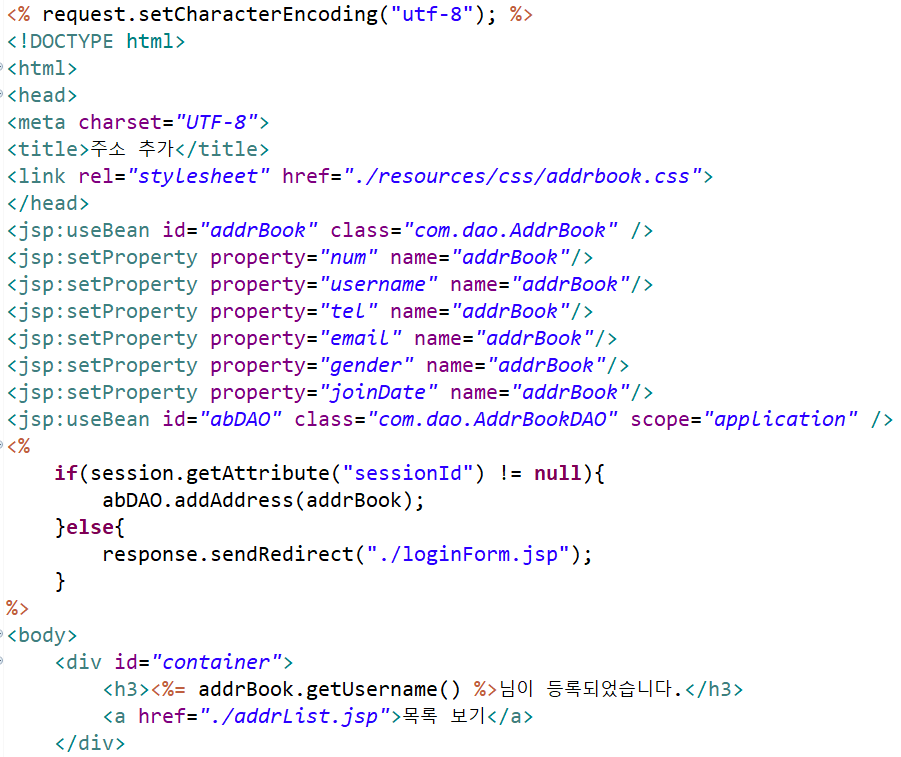 <% request.setCharacterEncoding("utf-8"); %>
<!DOCTYPE html>
<html>
<head>
<meta charset="UTF-8">
<title>주소 추가</title>
<link rel="stylesheet" href="./resources/css/addrbook.css">
</head>
<jsp:useBean id="addrBook" class="com.dao.AddrBook" />
<jsp:setProperty property="num" name="addrBook"/>
<jsp:setProperty property="username" name="addrBook"/>
<jsp:setProperty property="tel" name="addrBook"/>
<jsp:setProperty property="email" name="addrBook"/>
<jsp:setProperty property="gender" name="addrBook"/>
<jsp:setProperty property="joinDate" name="addrBook"/>
<jsp:useBean id="abDAO" class="com.dao.AddrBookDAO" scope="application" />
<%
    if(session.getAttribute("sessionId") != null){
        abDAO.addAddress(addrBook);
    }else{
        response.sendRedirect("./loginForm.jsp");
    }
%>
<body>
    <div id="container">
        <h3><%= addrBook.getUsername() %>님이 등록되었습니다.</h3>
        <a href="./addrList.jsp">목록 보기</a>
    </div>